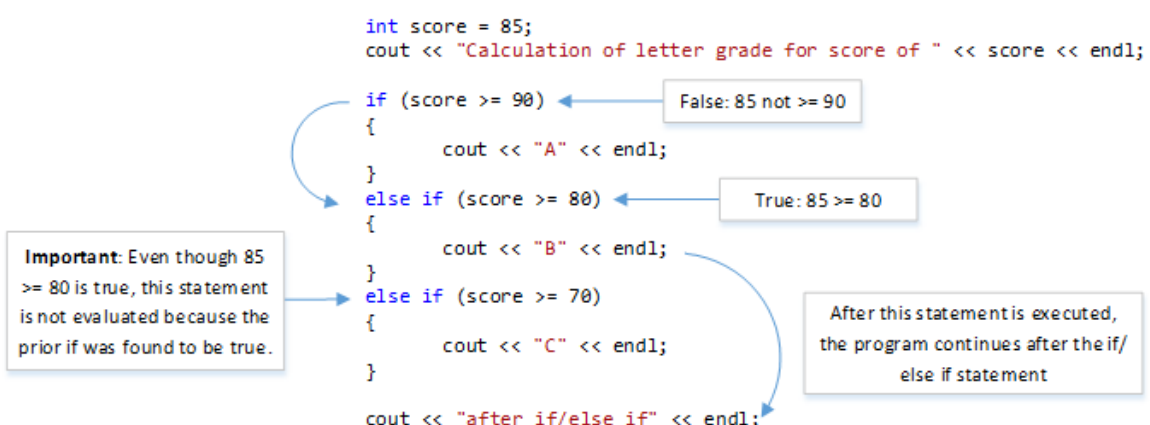 int score = 85;
cout << "Calculation of letter grade for score of " << score << endl;
if (score >= 90)
False: 85 not >= 90
{
cout << "A" << endl;
}
else if (score >= 80)
True: 85 >= 80
{
cout << "B" << endl;
}
Important: Even though 85
>= 80 is true, this statement
is not evaluated because the
prior if was found to be true.
else if (score >= 70)
{
cout << "C" << endl;
}
After this statement is executed,
the program continues after the if/
else if statement
cout << "after if/else if" << endl;